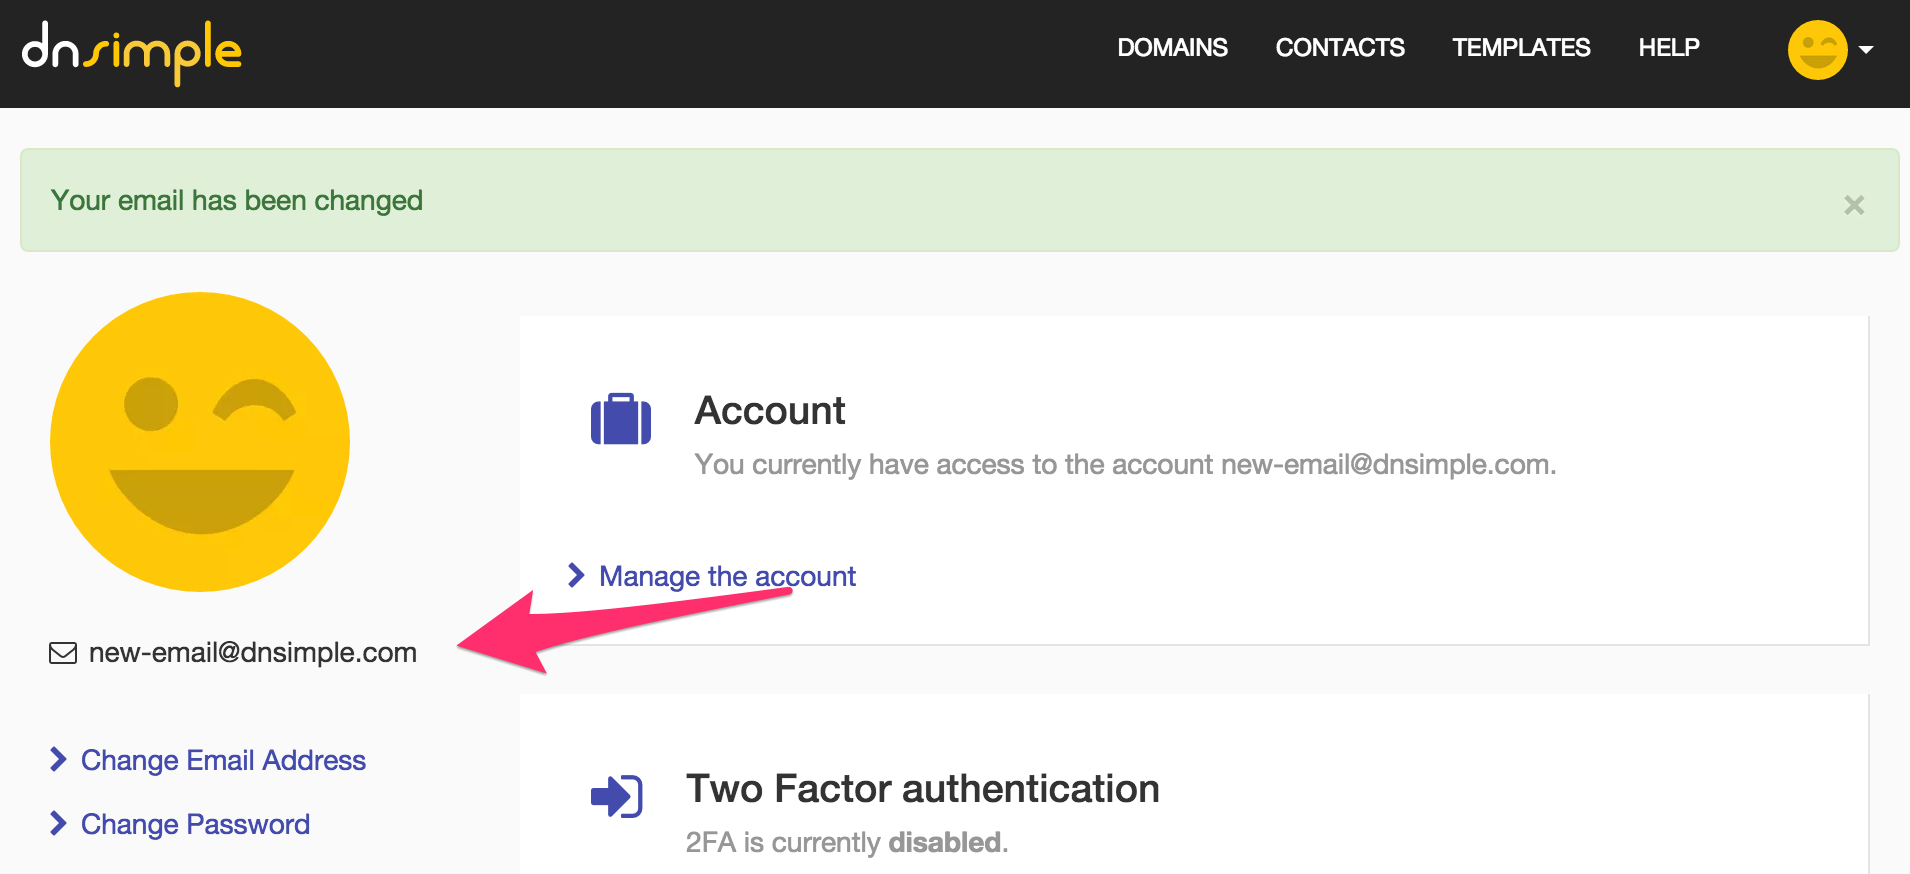 dnsimple
DOMAINS CONTACTS TEMPLATES HELP
Your email has been changed
×
Account
You currently have access to the account new-email@dnsimple.com.
Manage the account
new-email@dnsimple.com
Change Email Address
Change Password
Two Factor authentication
2FA is currently disabled.